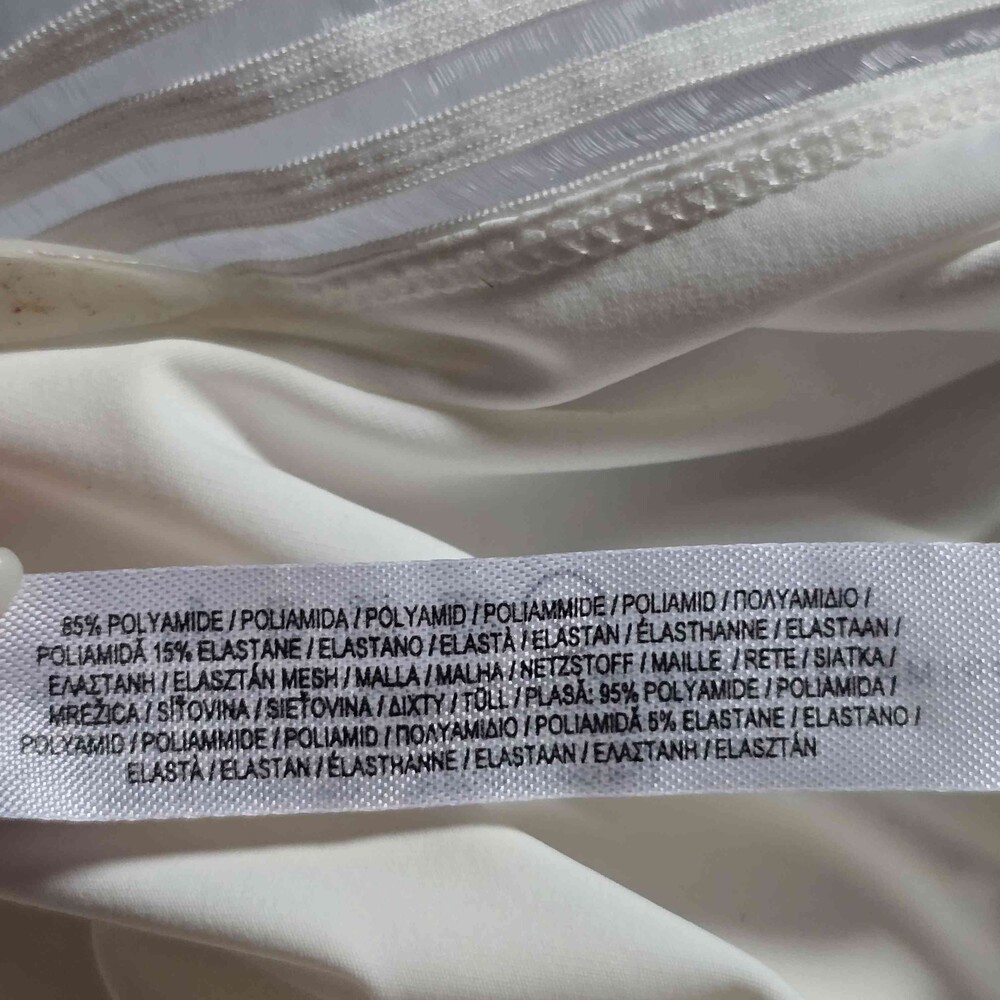 85% POLYAMIDE / POLIAMIDA / POLYAMID / POLIAMMIDE / POLIAMID / ΠΟΛΥΑΜΙΔΙΟ /
POLIAMIDĂ 15% ELASTANE / ELASTANO / ELASTÀ / ELASTAN / ÉLASTHANNE / ELASTAAN /
ΕΛΑΣΤΑΝΗ / ELASZTÁN MESH / MALLA / MALHA / NETZSTOFF / MAILLE / RETE / SIATKA /
MREŽICA / SÍŤOVINA / SIEŤOVINA / ΔΙΧΤΥ / TÜLL / PLASĂ: 95% POLYAMIDE / POLIAMIDA /
POLYAMID / POLIAMMIDE / POLIAMID / ΠΟΛΥΑΜΙΔΙΟ / POLIAMIDĂ 5% ELASTANE / ELASTANO /
ELASTÀ / ELASTAN / ÉLASTHANNE / ELASTAAN / ΕΛΑΣΤΑΝΗ / ELASZTÁN